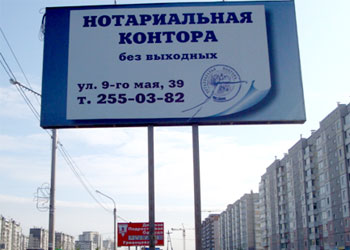 НОТАРИАЛЬНАЯ
КОНТОРА
без выходных
ул. 9-го мая, 39
т. 255-03-82